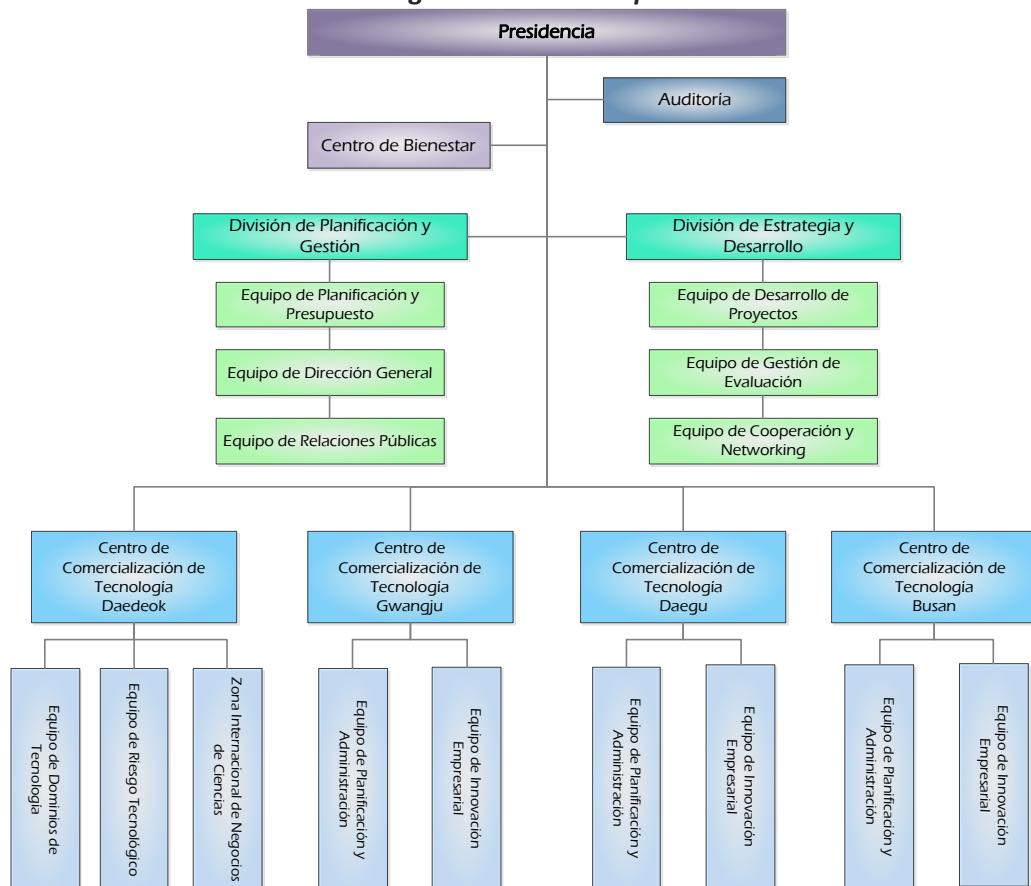 Presidencia
Auditoría
Centro de Bienestar
División de Planificación y
Gestión
División de Estrategia y
Desarrollo
Equipo de Planificación y
Presupuesto
Equipo de Desarrollo de
Proyectos
Equipo de Dirección General
Equipo de Gestión de
Evaluación
Equipo de Relaciones Públicas
Equipo de Cooperación y
Networking
Centro de
Comercialización de
Tecnología
Daedeok
Centro de
Comercialización de
Tecnología
Gwangju
Centro de
Comercialización de
Tecnología
Daegu
Centro de
Comercialización de
Tecnología
Busan
Equipo de Dominios de
Tecnología
Equipo de Riesgo Tecnológico
Zona Internacional de Negocios
de Ciencias
Equipo de Planificación y
Administración
Equipo de Innovación
Empresarial
Equipo de Planificación y
Administración
Equipo de Innovación
Empresarial
Equipo de Planificación y
Administración
Equipo de Innovación
Empresarial